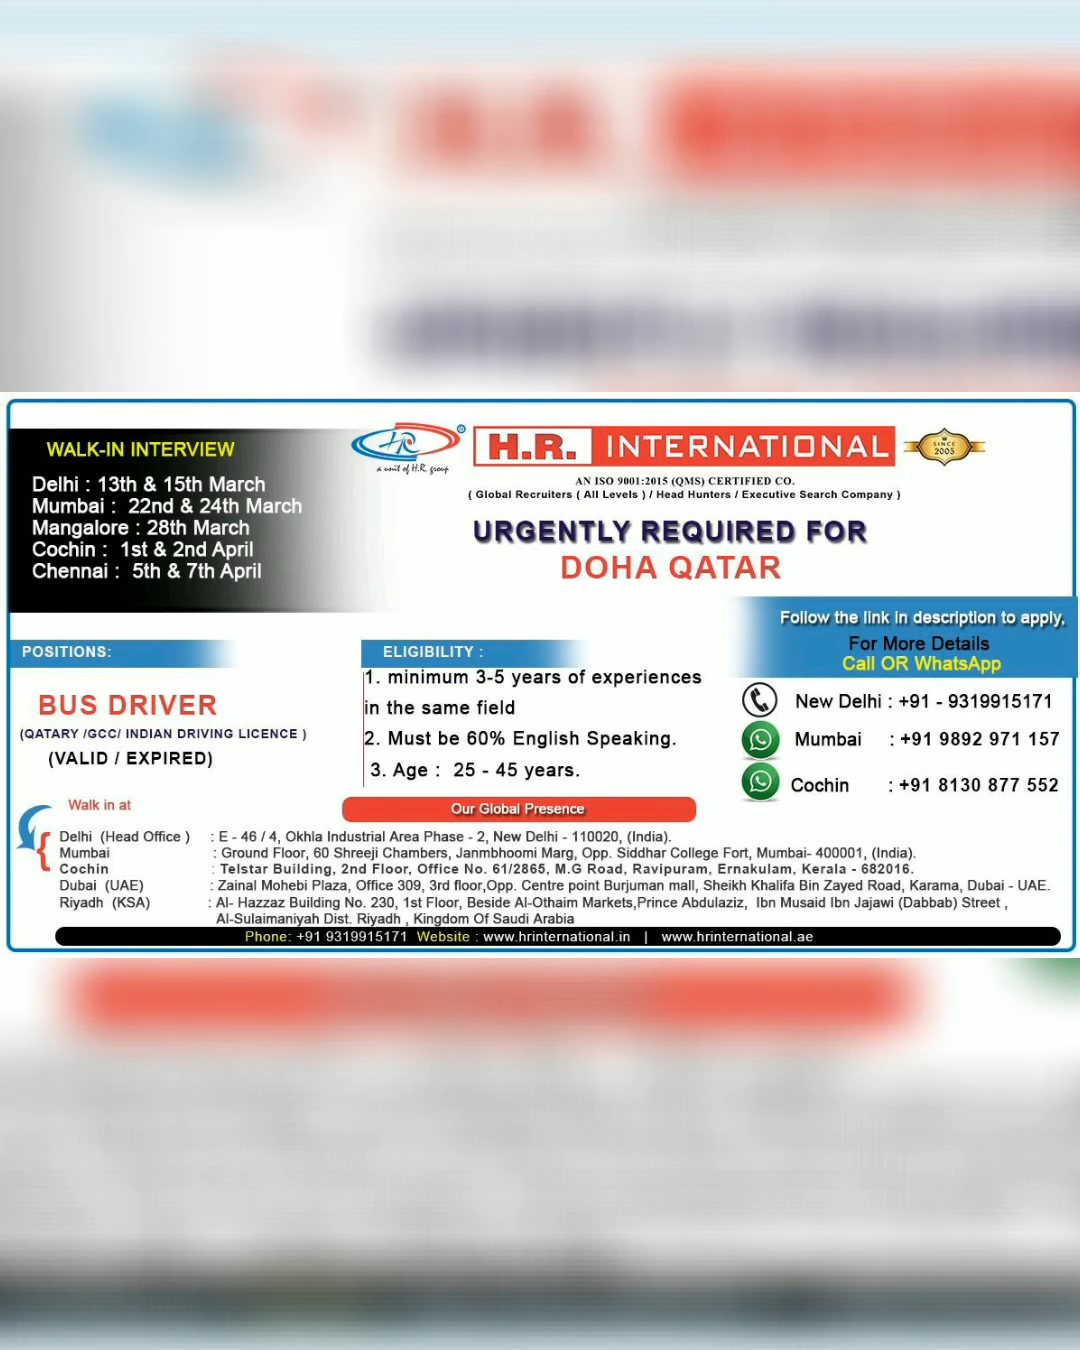 WALK-IN INTERVIEW
Delhi : 13th & 15th March
Mumbai : 22nd & 24th March
Mangalore : 28th March
Cochin : 1st & 2nd April
Chennai : 5th & 7th April
HR
a unit of H.R. group
H.R. INTERNATIONAL
SINCE
2005
AN ISO 9001:2015 (QMS) CERTIFIED CO.
( Global Recruiters ( All Levels ) / Head Hunters / Executive Search Company )
URGENTLY REQUIRED FOR
DOHA QATAR
POSITIONS:
BUS DRIVER
(QATARY /GCC/ INDIAN DRIVING LICENCE )
(VALID / EXPIRED)
ELIGIBILITY :
1. minimum 3-5 years of experiences
in the same field
2. Must be 60% English Speaking.
3. Age : 25 - 45 years.
Follow the link in description to apply,
For More Details
Call OR WhatsApp
New Delhi : +91 - 9319915171
Mumbai : +91 9892 971 157
Cochin : +91 8130 877 552
Walk in at
Our Global Presence
Delhi (Head Office ) : E - 46 / 4, Okhla Industrial Area Phase - 2, New Delhi - 110020, (India).
Mumbai : Ground Floor, 60 Shreeji Chambers, Janmbhoomi Marg, Opp. Siddhar College Fort, Mumbai- 400001, (India).
Cochin : Telstar Building, 2nd Floor, Office No. 61/2865, M.G Road, Ravipuram, Ernakulam, Kerala - 682016.
Dubai (UAE) : Zainal Mohebi Plaza, Office 309, 3rd floor,Opp. Centre point Burjuman mall, Sheikh Khalifa Bin Zayed Road, Karama, Dubai - UAE.
Riyadh (KSA) : Al- Hazzaz Building No. 230, 1st Floor, Beside Al-Othaim Markets,Prince Abdulaziz, Ibn Musaid Ibn Jajawi (Dabbab) Street ,
Al-Sulaimaniyah Dist. Riyadh , Kingdom Of Saudi Arabia
Phone: +91 9319915171 Website : www.hrinternational.in | www.hrinternational.ae